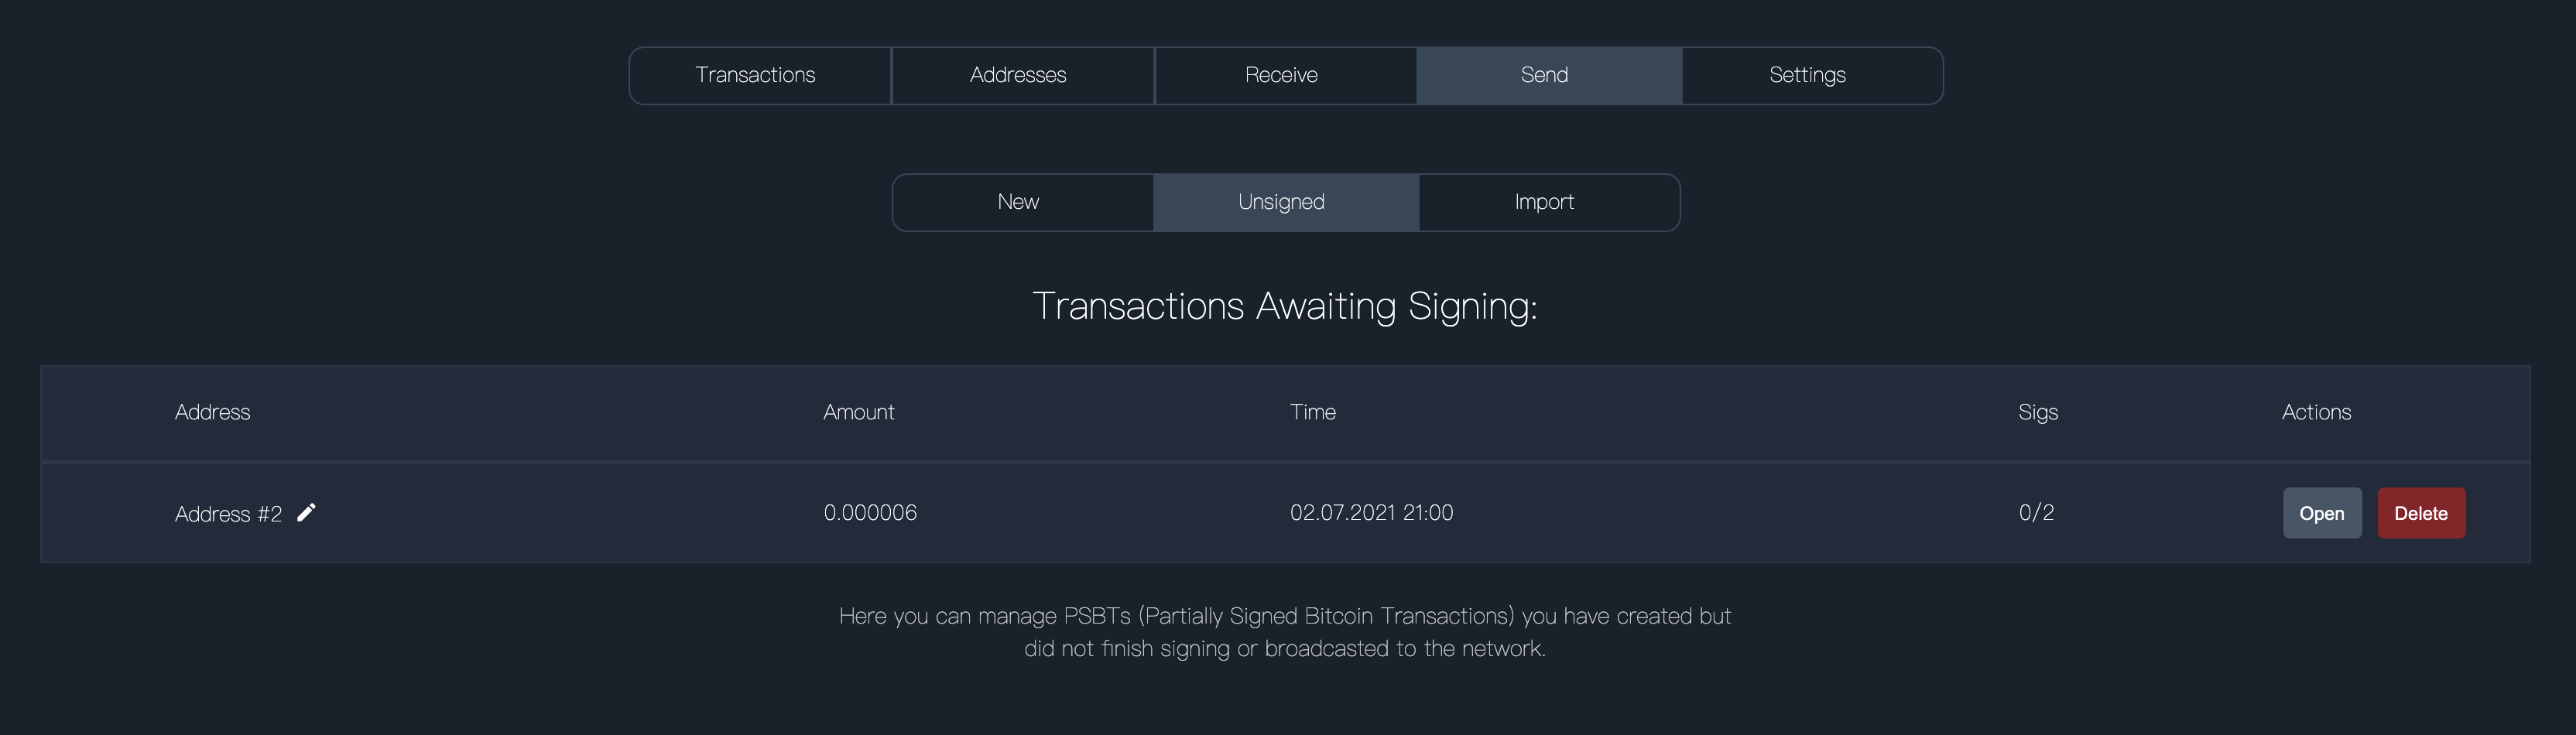 Transactions Addresses Receive Send Settings
New Unsigned Import
Transactions Awaiting Signing:
Address Amount Time Sigs Actions
Address #2 0.000006 02.07.2021 21:00 0/2 Open Delete
Here you can manage PSBTs (Partially Signed Bitcoin Transactions) you have created but
did not finish signing or broadcasted to the network.